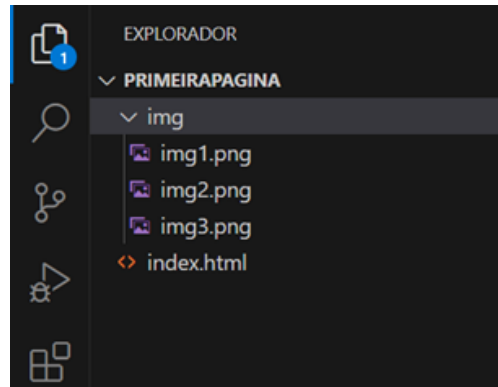 EXPLORADOR
1
PRIMEIRAPAGINA
img
img1.png
img2.png
img3.png
index.html